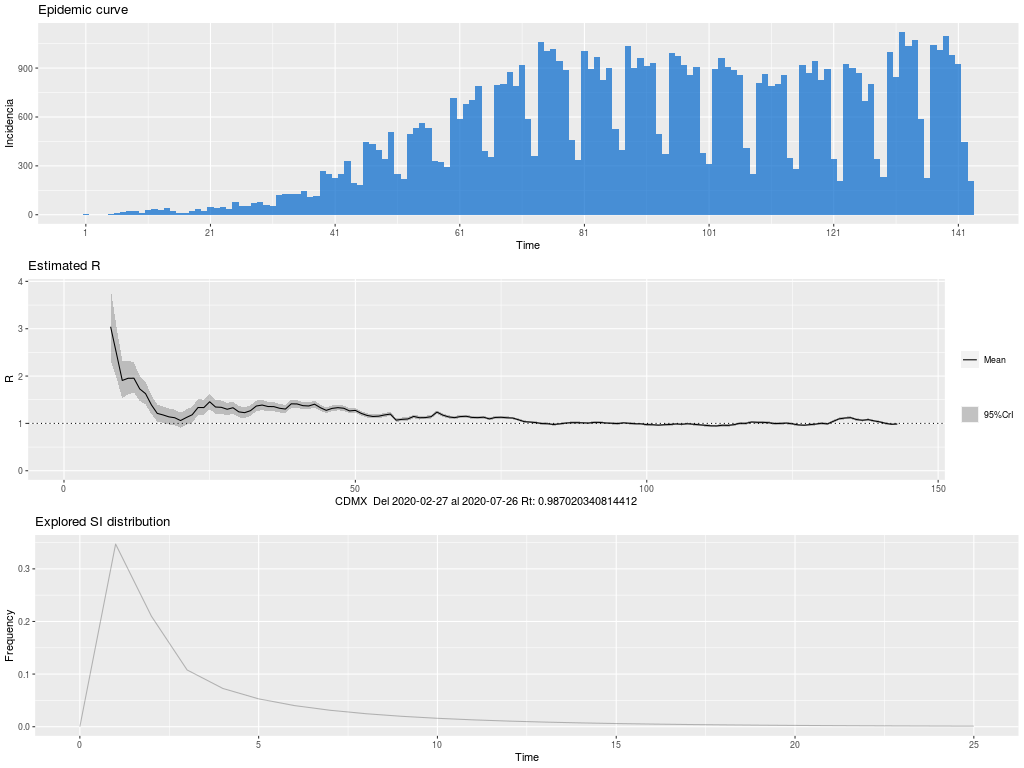 Epidemic curve
Incidencia
900
600
300
0
1 21 41 61 81 101 121 141
Time
Estimated R
R
4
3
2
1
0
Mean
95%CrI
0 50 100 150
CDMX Del 2020-02-27 al 2020-07-26 Rt: 0.987020340814412
Explored SI distribution
Frequency
0.3
0.2
0.1
0.0
0 5 10 15 20 25
Time